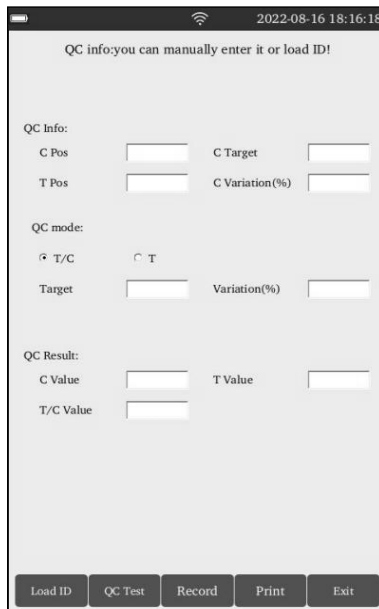 2022-08-16 18:16:18
QC info:you can manually enter it or load ID!
QC Info:
C Pos C Target
T Pos C Variation(%)
QC mode:
T/C T
Target Variation(%)
QC Result:
C Value T Value
T/C Value
Load ID QC Test Record Print Exit